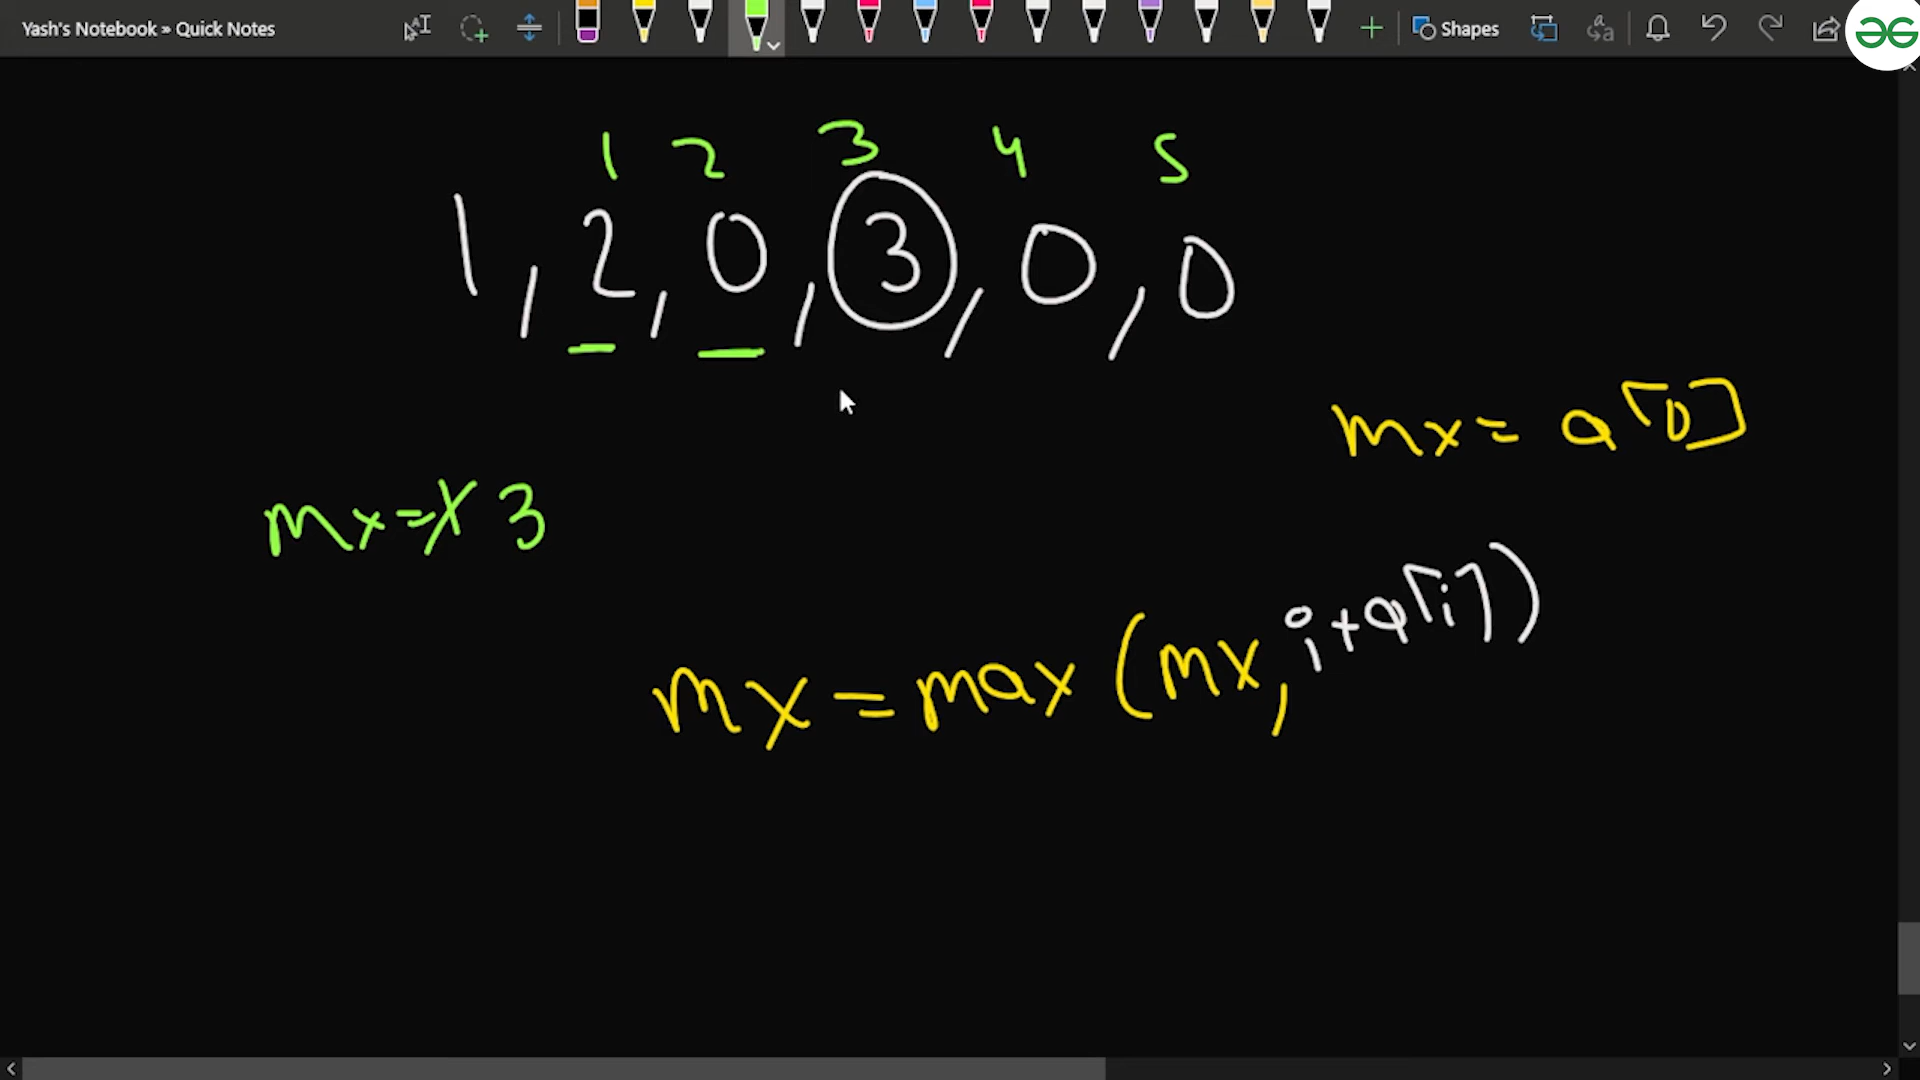 Yash's Notebook » Quick Notes
Shapes
1 2 3 4 5
1, 2, 0, 3, 0, 0
mx = a[0]
mx = 1 3
mx = max (mx, i + a[i])